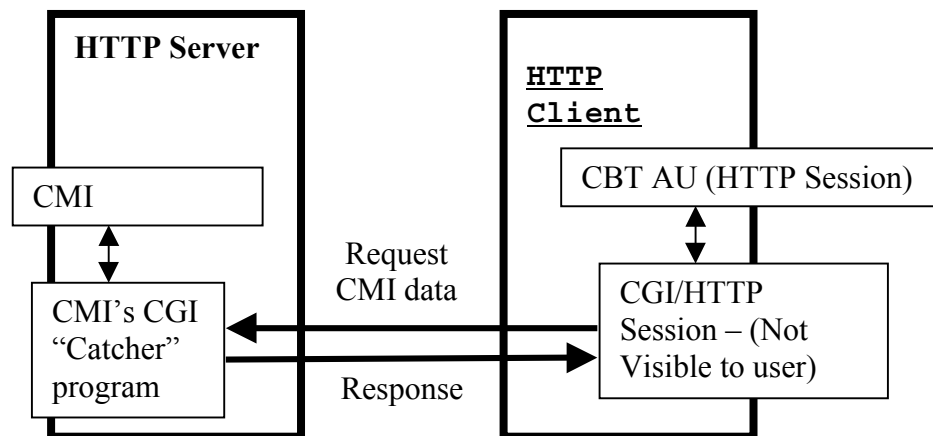 HTTP Server
HTTP
Client
CMI
CBT AU (HTTP Session)
Request
CMI data
CMI’s CGI
“Catcher”
program
CGI/HTTP
Session – (Not
Visible to user)
Response